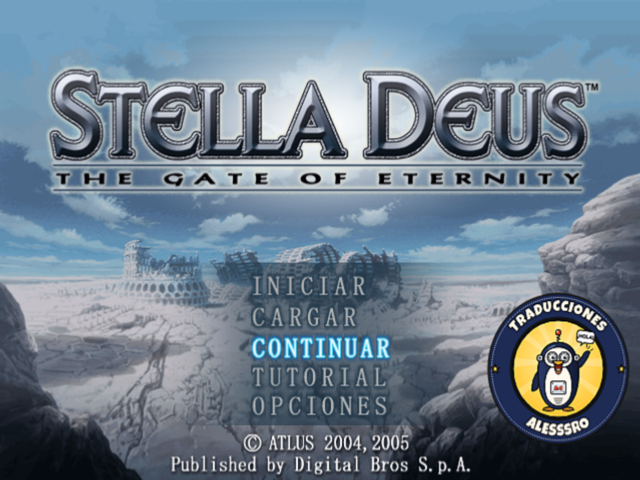 STELLA DEUS™
THE GATE OF ETERNITY
INICIAR
CARGAR
CONTINUAR
TUTORIAL
OPCIONES
TRADUCCIONES
¡HOLA!
ALESSSRO
© ATLUS 2004,2005
Published by Digital Bros S.p.A.